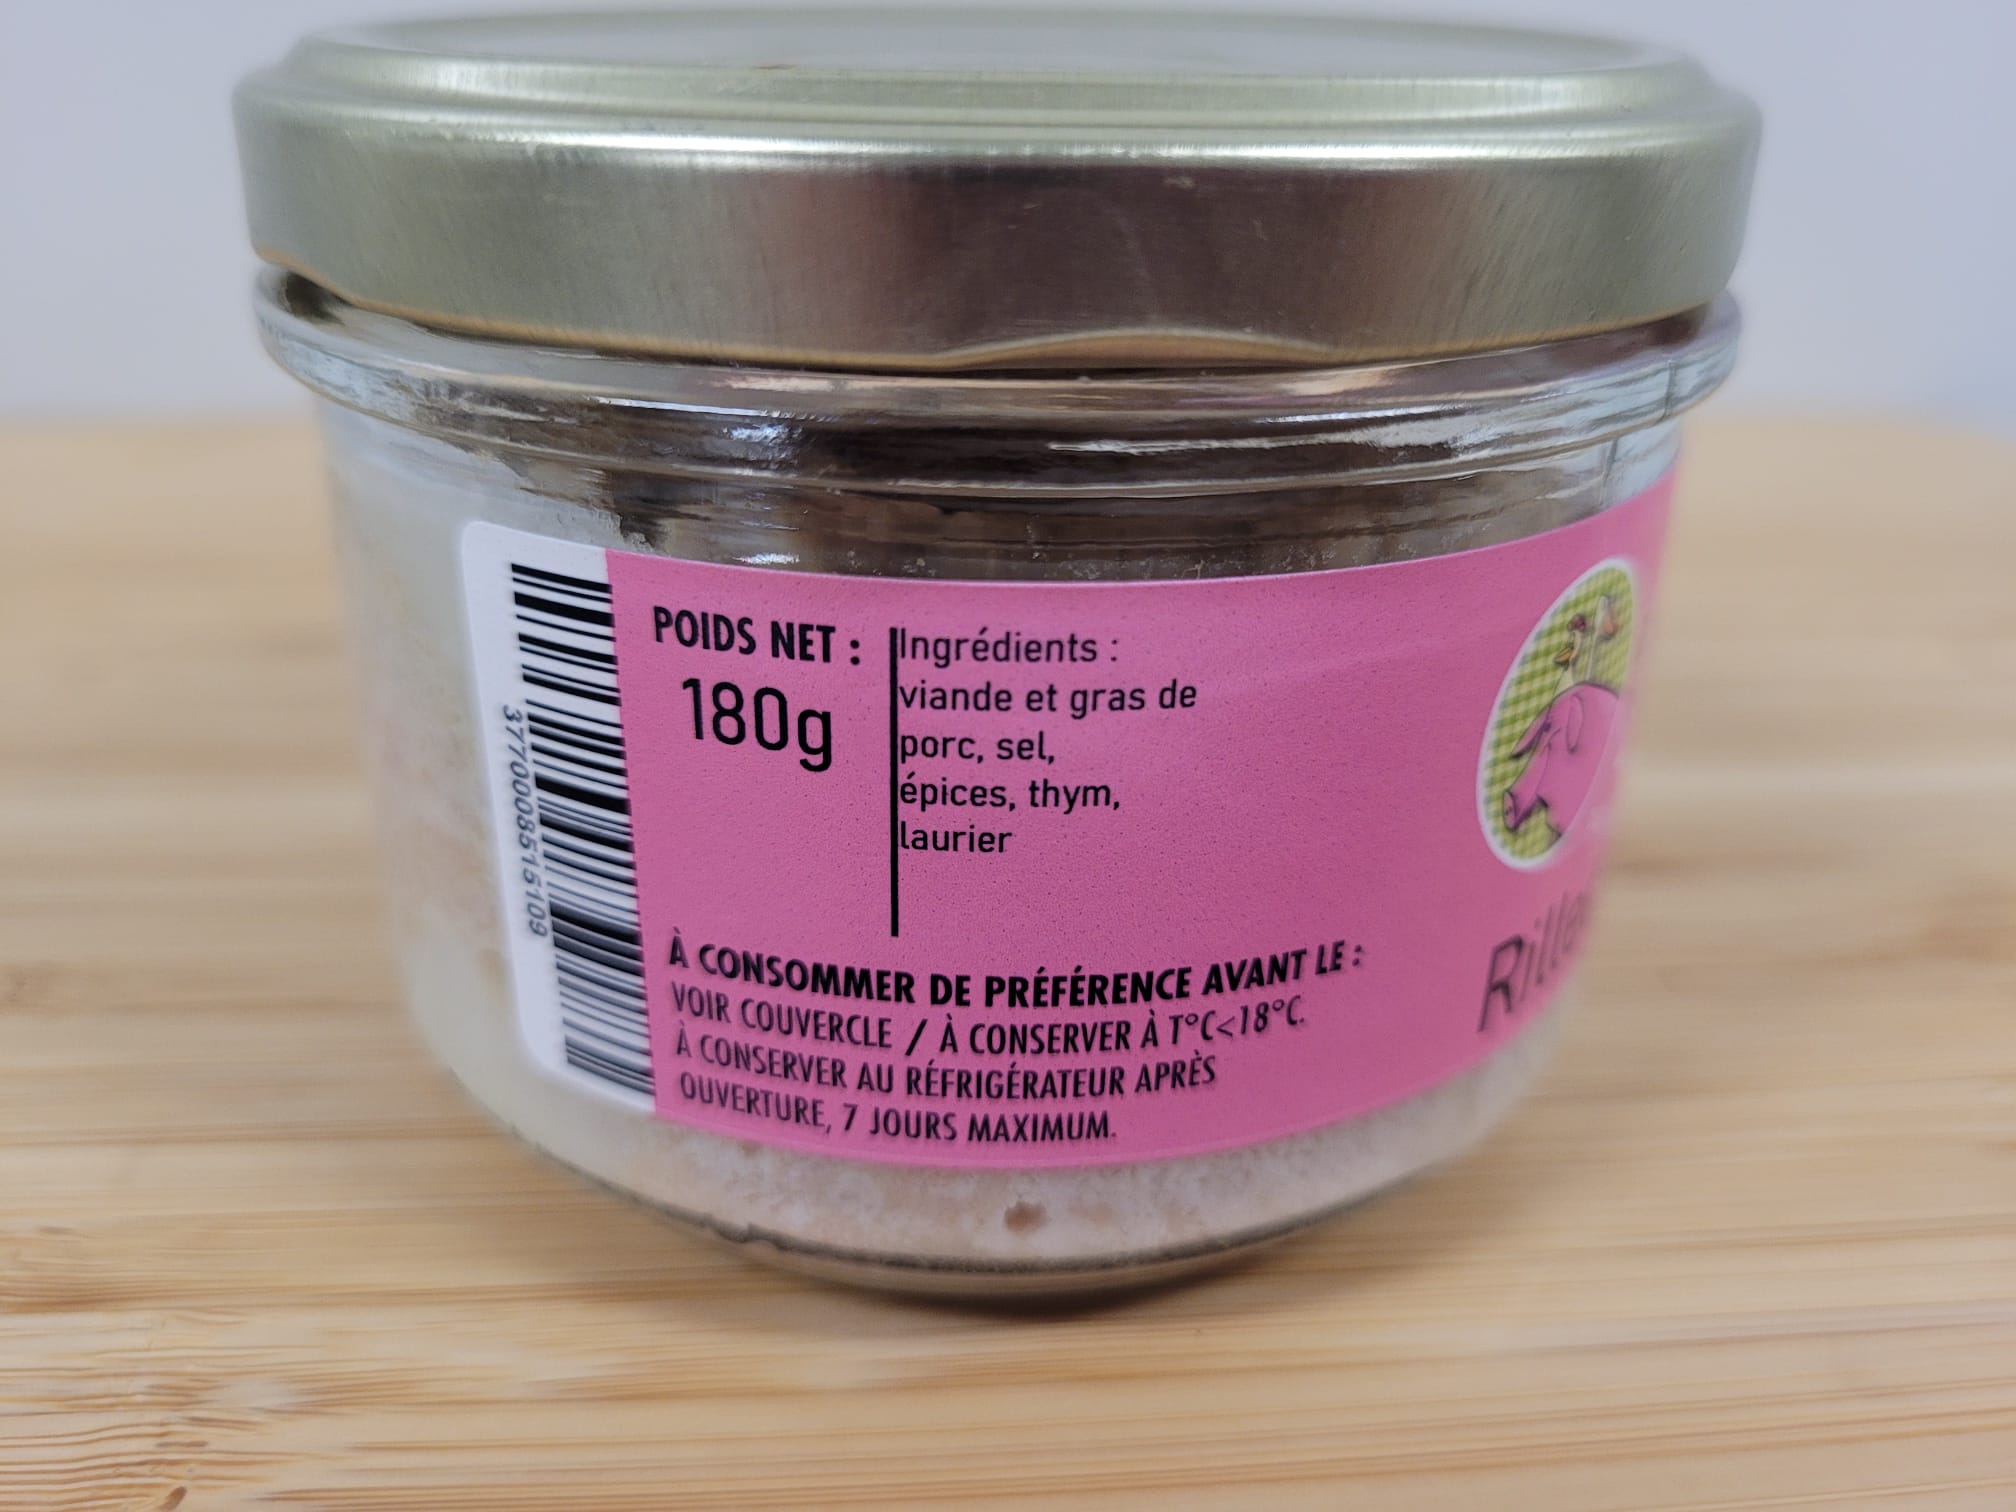 3770008515109
POIDS NET :
180g
Ingrédients :
viande et gras de
porc, sel,
épices, thym,
laurier
À CONSOMMER DE PRÉFÉRENCE AVANT LE :
VOIR COUVERCLE / À CONSERVER À T°C<18°C.
À CONSERVER AU RÉFRIGÉRATEUR APRÈS
OUVERTURE, 7 JOURS MAXIMUM.